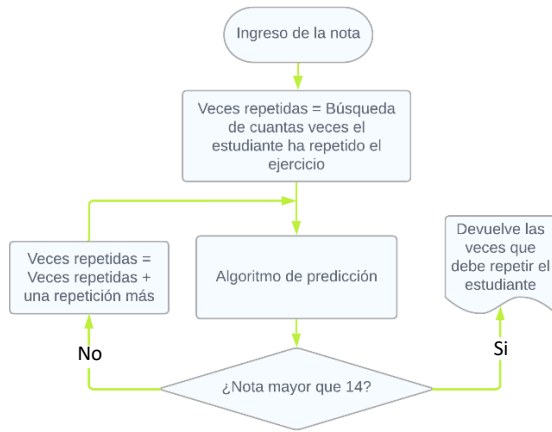 Ingreso de la nota
Veces repetidas = Búsqueda
de cuantas veces el
estudiante ha repetido el
ejercicio
Veces repetidas =
Veces repetidas +
una repetición más
Algoritmo de predicción
Devuelve las
veces que
debe repetir el
estudiante
No
¿Nota mayor que 14?
Si